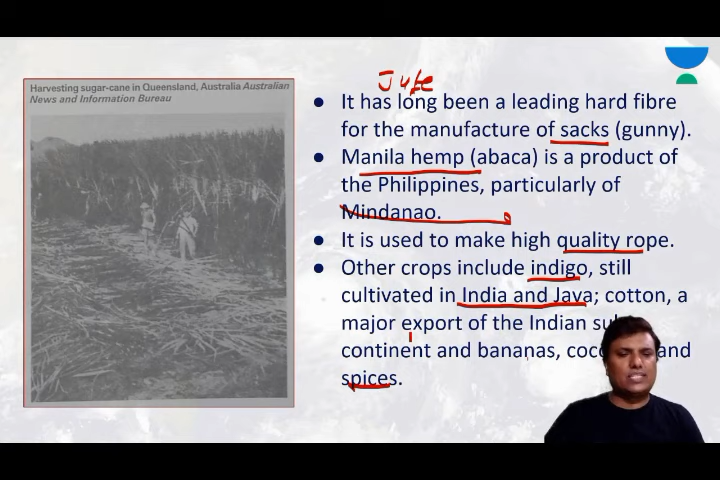 Harvesting sugar-cane in Queensland, Australia Australian
News and Information Bureau
Jute
● It has long been a leading hard fibre
for the manufacture of sacks (gunny).
● Manila hemp (abaca) is a product of
the Philippines, particularly of
Mindanao.
● It is used to make high quality rope.
● Other crops include indigo, still
cultivated in India and Java; cotton, a
major export of the Indian
continent and bananas, and
spices.